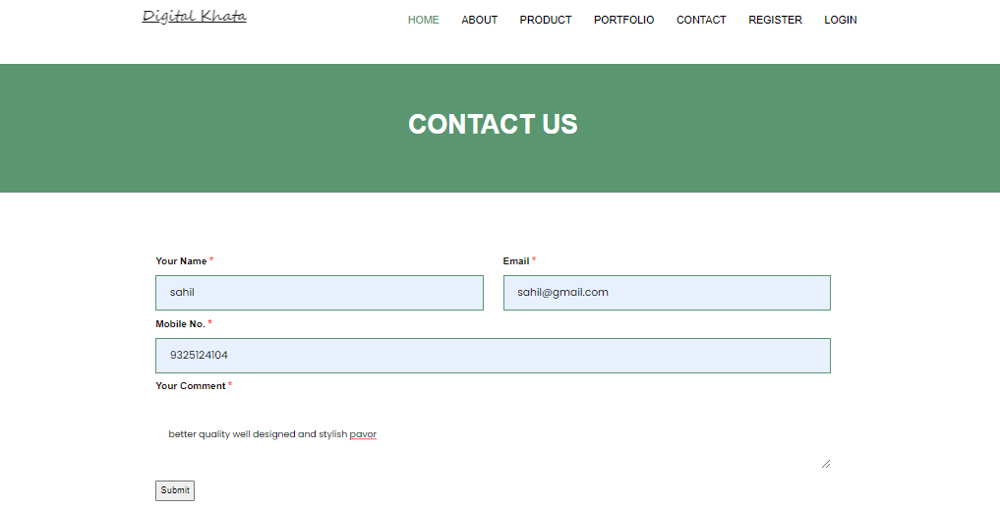 Digital Khata
HOME ABOUT PRODUCT PORTFOLIO CONTACT REGISTER LOGIN
CONTACT US
Your Name * Email *
sahil sahil@gmail.com
Mobile No. *
9325124104
Your Comment *
better quality well designed and stylish pavor
Submit